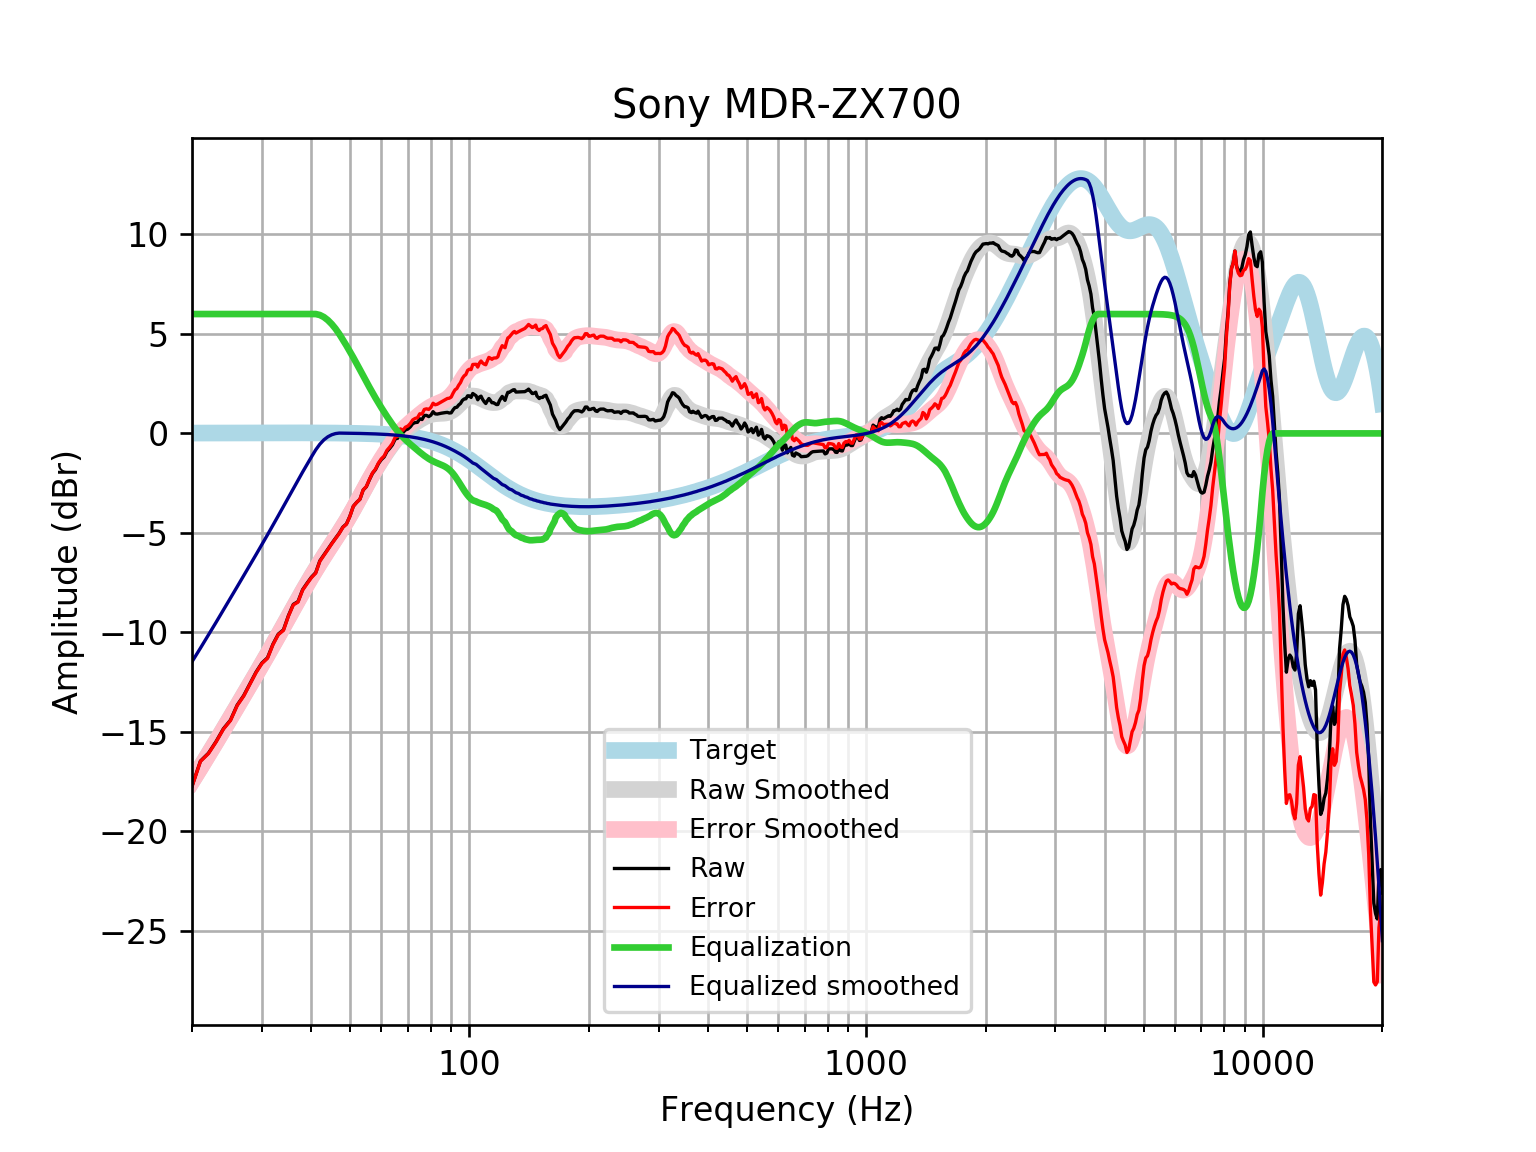 Sony MDR-ZX700
10
5
0
−5
−10
−15
−20
−25
Amplitude (dBr)
Target
Raw Smoothed
Error Smoothed
Raw
Error
Equalization
Equalized smoothed
100 1000 10000
Frequency (Hz)